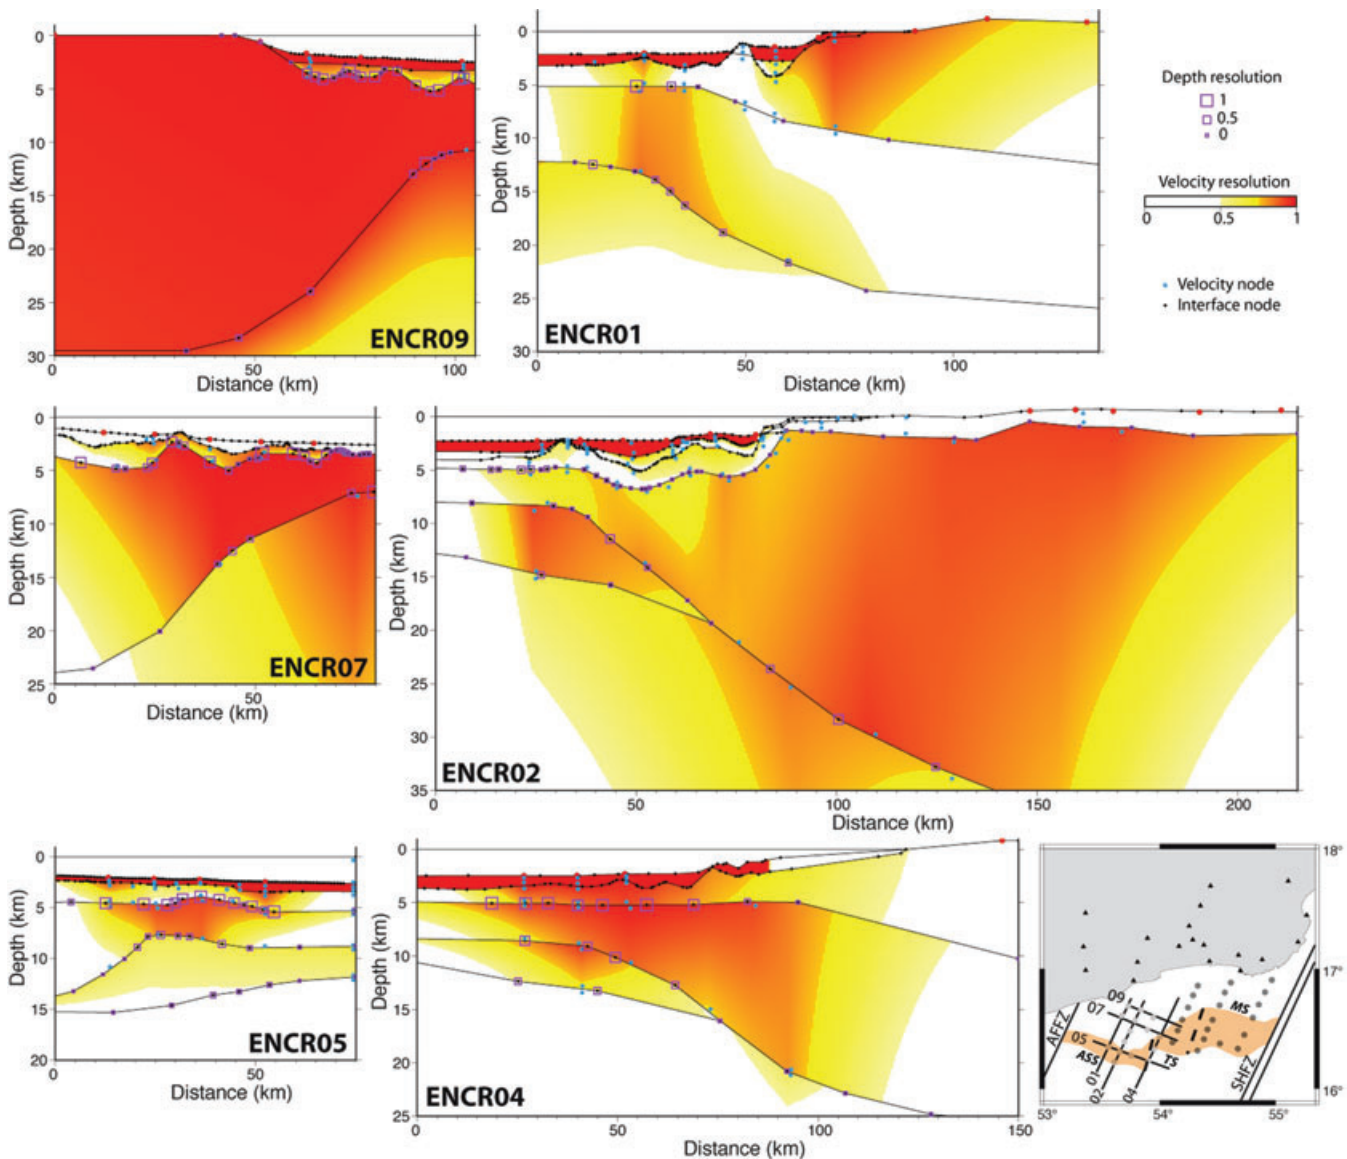 0
5
10
15
20
25
30
Depth (km)
ENCR09
0
50
100
Distance (km)
0
5
10
15
20
25
30
Depth (km)
ENCR01
0
50
100
Distance (km)
Depth resolution
1
0.5
0
Velocity resolution
0
0.5
1
Velocity node
Interface node
0
5
10
15
20
25
Depth (km)
ENCR07
0
50
Distance (km)
0
5
10
15
20
25
30
35
Depth (km)
ENCR02
0
50
100
150
200
Distance (km)
0
5
10
15
20
Depth (km)
ENCR05
0
50
Distance (km)
0
5
10
15
20
25
Depth (km)
ENCR04
0
50
100
150
Distance (km)
18°
17°
16°
53°
54°
55°
09
07
05
MS
AFFZ
ASS
TS
01
02
04
SHFZ